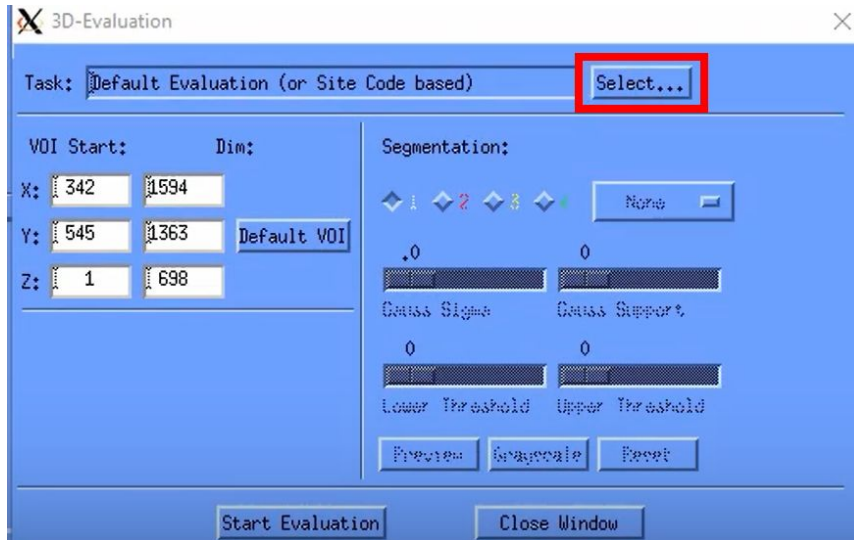 3D-Evaluation
Task: Default Evaluation (or Site Code based) Select...
VOI Start: Dim:
X: 342 1594
Y: 545 1363 Default VOI
Z: 1 698
Segmentation:
1 2 3 4 None
.0 0
Gauss Sigma Gauss Support
0 0
Lower Threshold Upper Threshold
Preview Grayscale Reset
Start Evaluation Close Window